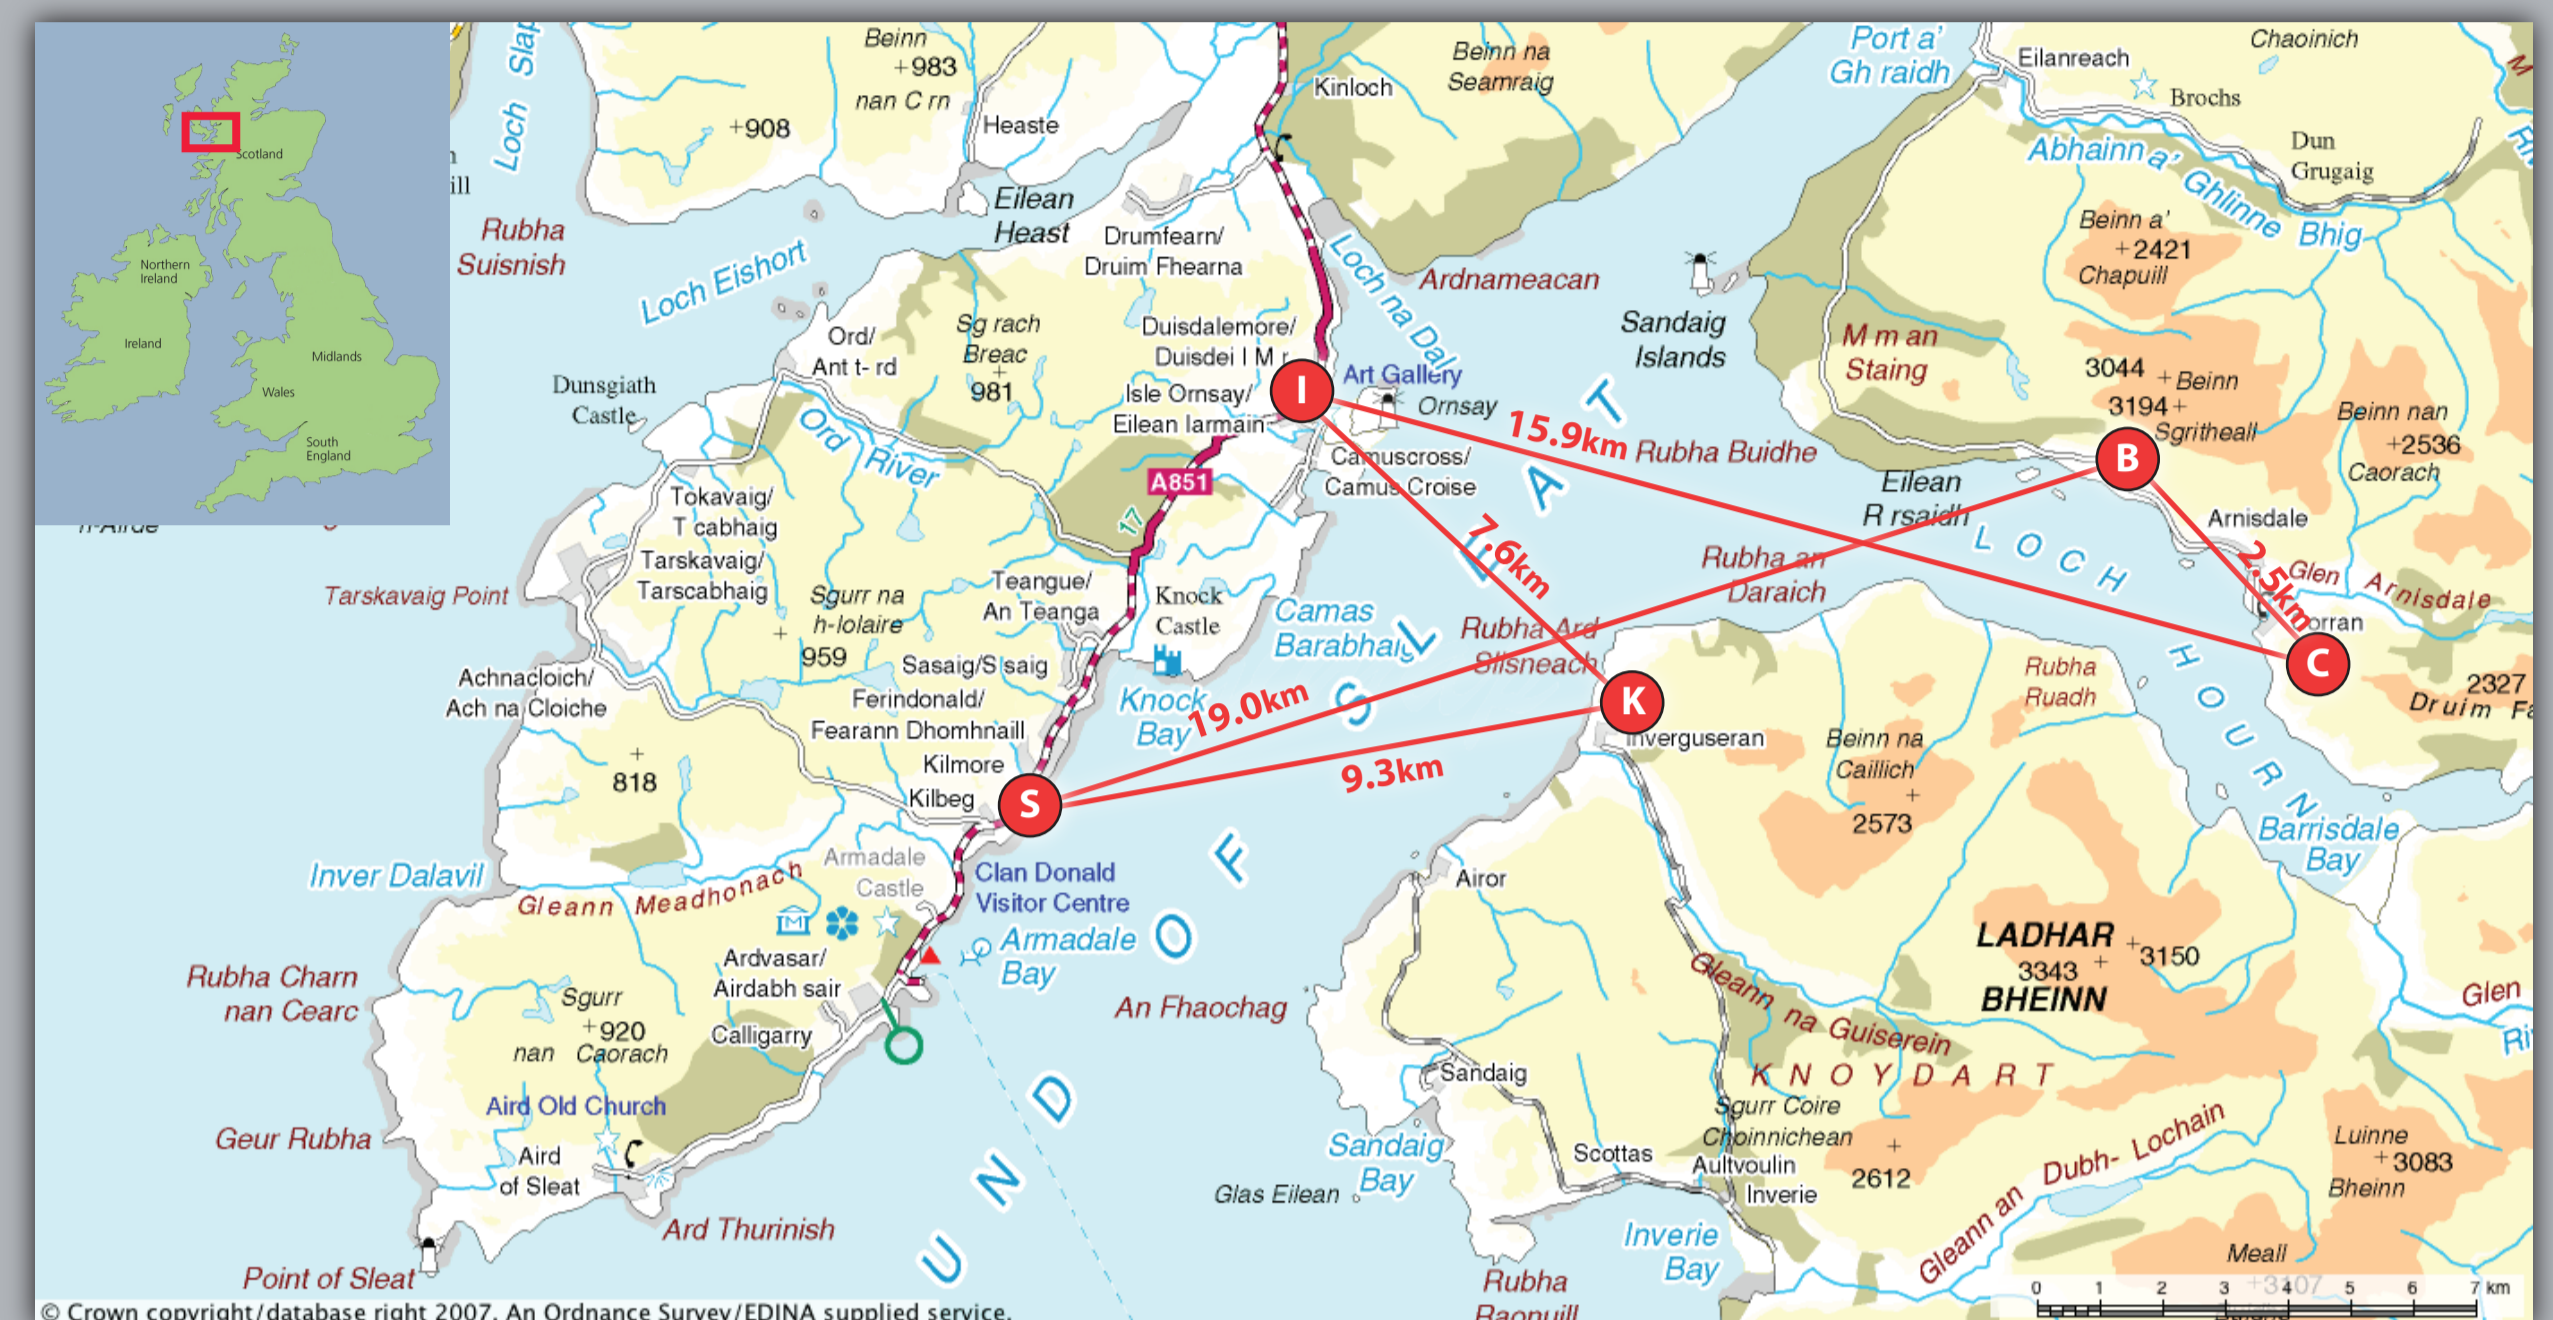 Scotland
Northern
Ireland
Ireland
Midlands
Wales
South
England
Loch Slap
ill
Rubha
Suisnish
Beinn
+983
nan C rn
+908
Heaste
Eilean
Heast
Kinloch
Beinn na
Seamraig
Port a'
Gh raidh
Eilanreach
Brochs
Chaoinich
Dun
Grugaig
Abhainn a' Ghlinne Bhig
Beinn a'
+2421
Chapuill
Loch Eishort
Drumfearn/
Druim Fhearna
Loch na Dal
Ardnameacan
Sandaig
Islands
M m an
Staing
3044 + Beinn
3194+
Sgritheall
Beinn nan
+2536
Caorach
Ord/
Ant t- rd
Sg rach
Breac
+
981
Duisdalemore/
Duisdei l M r
Isle Ornsay/
Eilean Iarmain
I
Art Gallery
Ornsay
Dunsgiath
Castle
Ord River
A851
17
Camuscross/
Camus Croise
15.9km
Rubha Buidhe
Eilean
R rsaidh
B
Arnisdale
Glen Arnisdale
2.5km
orran
C
Tokavaig/
T cabhaig
Tarskavaig/
Tarscabhaig
Tarskavaig Point
Teangue/
An Teanga
Knock
Castle
Camas
Barabhaig
7.6km
Rubha an
Daraich
Rubha Ard
Slisneach
K
Inverguseran
LOCH HOURN
Rubha
Ruadh
2327
Druim Fa
Sgurr na
h-Iolaire
+
959
Sasaig/S saig
Achnacloich/
Ach na Cloiche
Ferindonald/
Fearann Dhomhnaill
Knock
Bay
19.0km
9.3km
Kilmore
Kilbeg
S
+
818
Beinn na
Caillich
+
2573
Barrisdale
Bay
SOUND OF SLEAT
Inver Dalavil
Gleann Meadhonach
Armadale
Castle
Clan Donald
Visitor Centre
Armadale
Bay
Airor
LADHAR
3343 +
+3150
BHEINN
Rubha Charn
nan Cearc
Ardvasar/
Airdabh sair
Sgurr
+920
nan Caorach
Calligarry
An Fhaochag
Gleann na Guiserein
Glen
Ri
KNOYDART
Sandaig
Aird Old Church
Geur Rubha
Aird
of Sleat
Sandaig
Bay
Sgurr Coire
Choinnichean
+
2612
Scottas
Aultvoulin
Inverie
Glas Eilean
Gleann an Dubh- Lochain
Luinne
+3083
Bheinn
Ard Thurinish
Point of Sleat
Inverie
Bay
Rubha
Raonuill
Meall
+3107
0 1 2 3 4 5 6 7 km
© Crown copyright/database right 2007. An Ordnance Survey/EDINA supplied service.